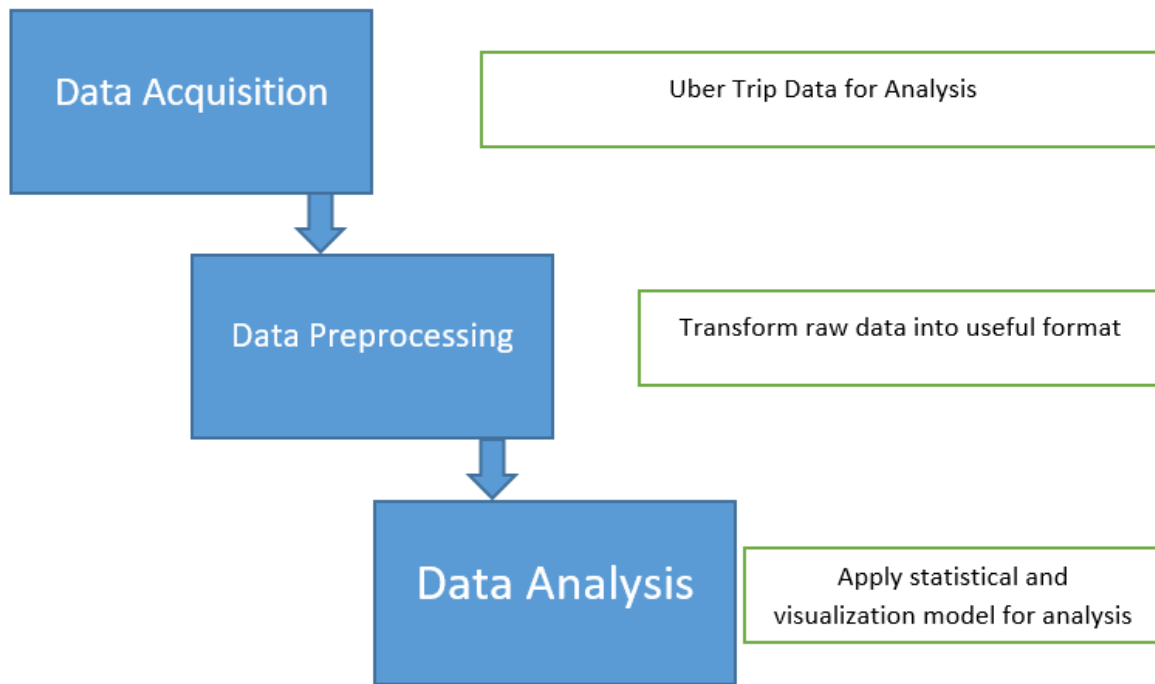 Data Acquisition
Uber Trip Data for Analysis
Data Preprocessing
Transform raw data into useful format
Data Analysis
Apply statistical and
visualization model for analysis